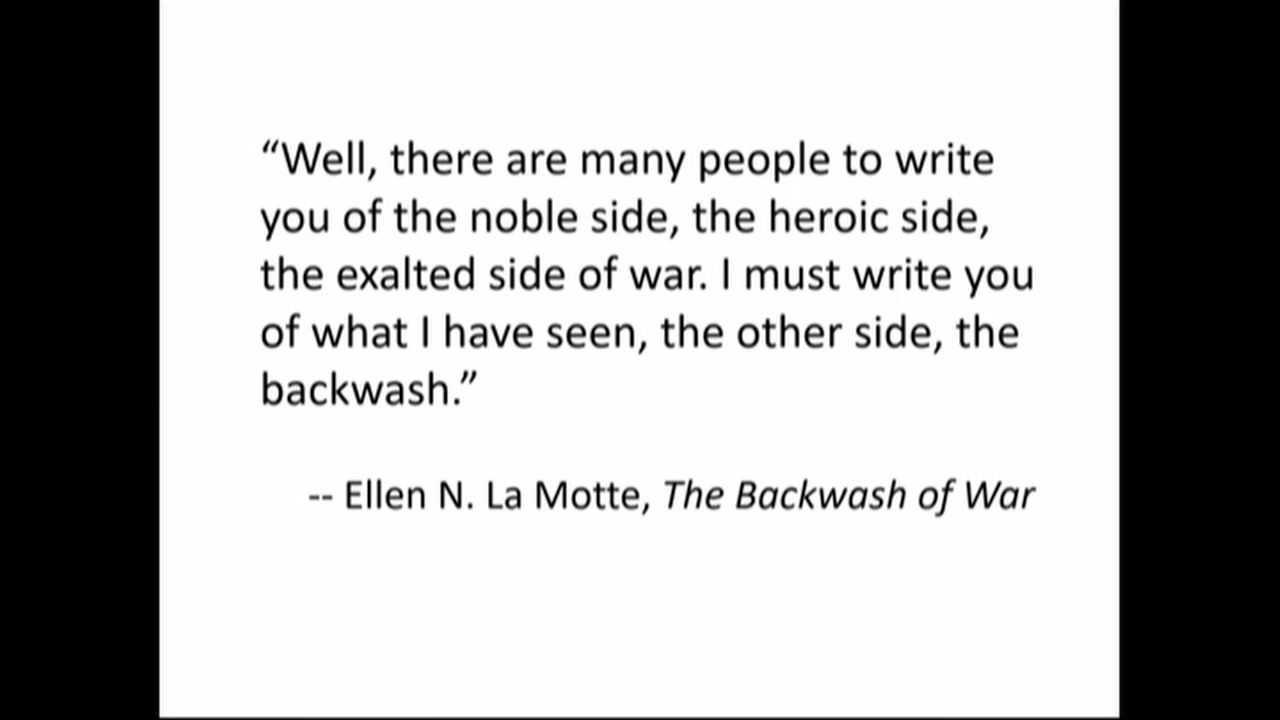 “Well, there are many people to write
you of the noble side, the heroic side,
the exalted side of war. I must write you
of what I have seen, the other side, the
backwash.”
-- Ellen N. La Motte, The Backwash of War